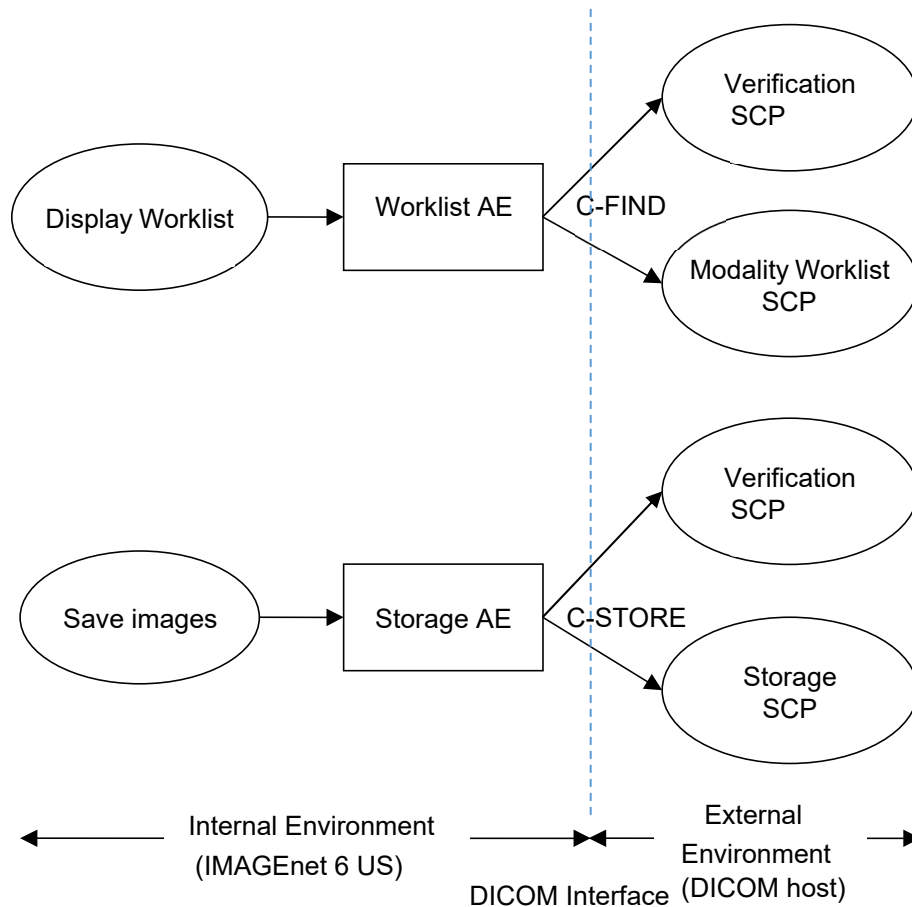 Verification
SCP
Display Worklist
Worklist AE
C-FIND
Modality Worklist
SCP
Verification
SCP
Save images
Storage AE
C-STORE
Storage
SCP
Internal Environment
(IMAGEnet 6 US)
External
Environment
(DICOM host)
DICOM Interface